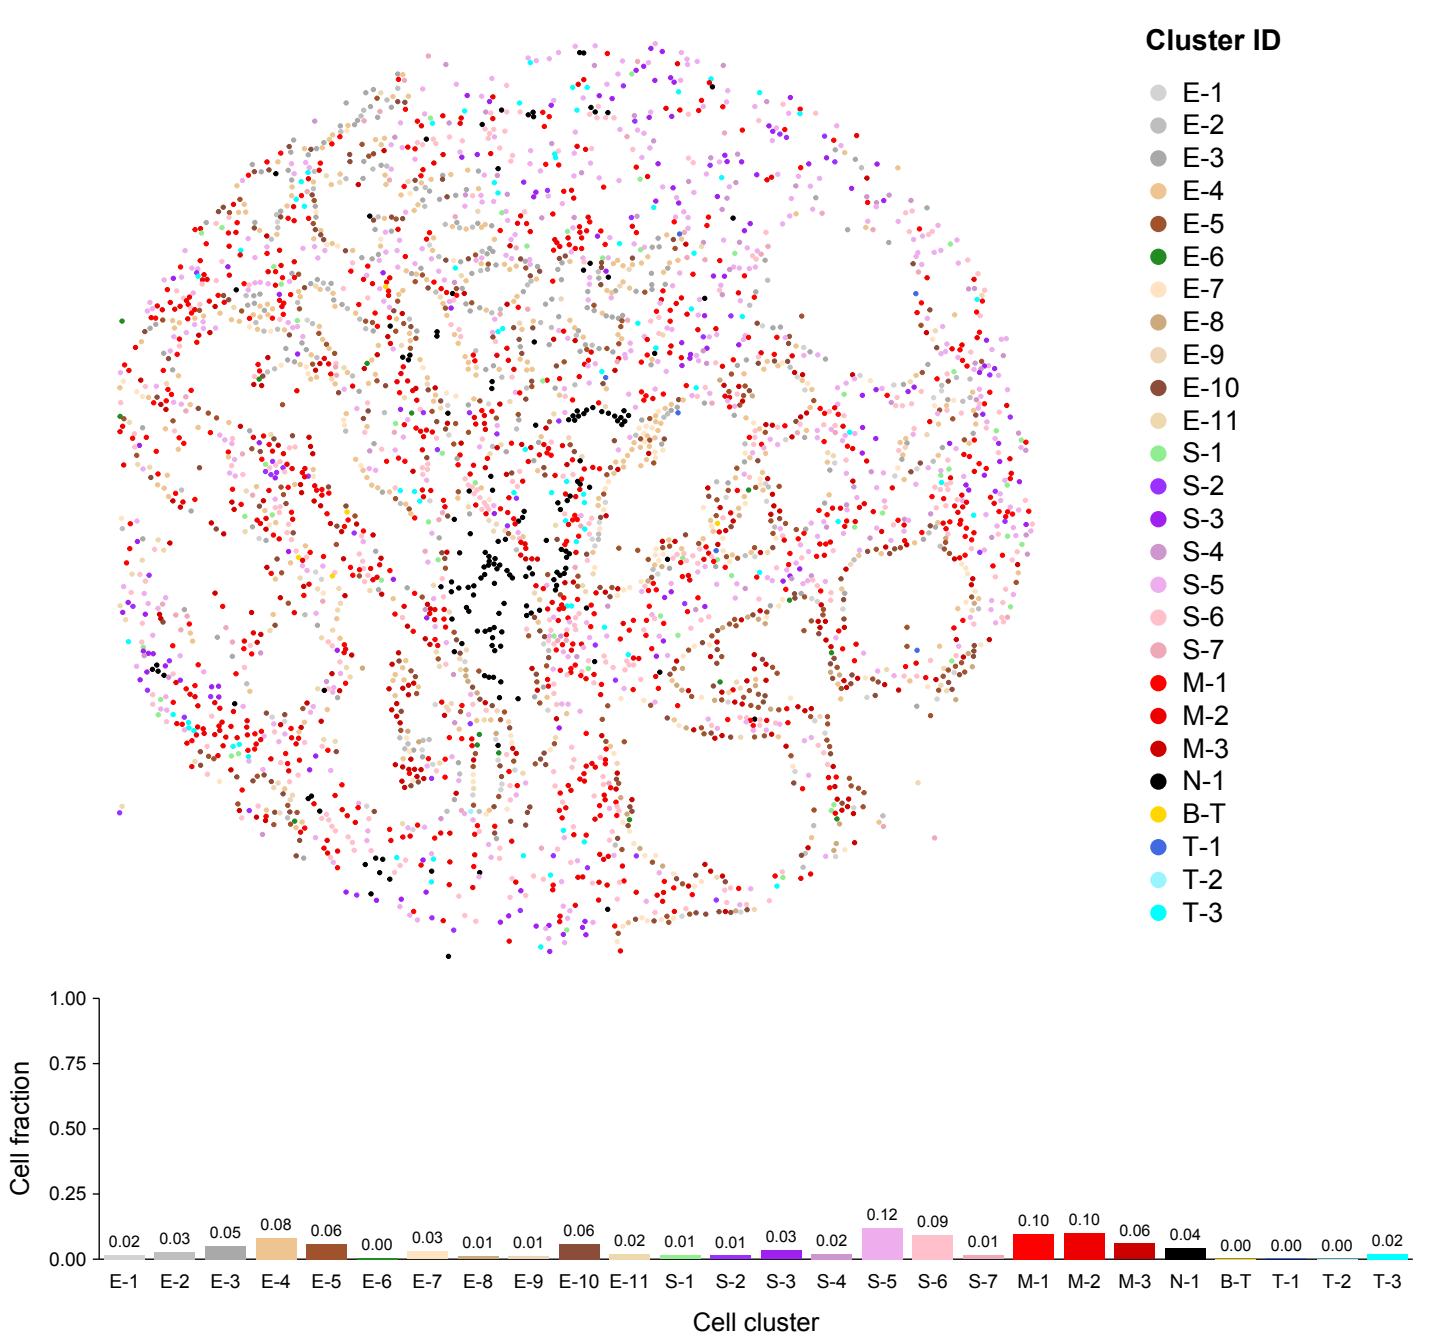 Cluster ID
E-1
E-2
E-3
E-4
E-5
E-6
E-7
E-8
E-9
E-10
E-11
S-1
S-2
S-3
S-4
S-5
S-6
S-7
M-1
M-2
M-3
N-1
B-T
T-1
T-2
T-3
1.00
0.75
0.50
0.25
0.00
Cell fraction
0.02 0.03 0.05 0.08 0.06 0.00 0.03 0.01 0.01 0.06 0.02 0.01 0.01 0.03 0.02 0.12 0.09 0.01 0.10 0.10 0.06 0.04 0.00 0.00 0.00 0.02
E-1 E-2 E-3 E-4 E-5 E-6 E-7 E-8 E-9 E-10 E-11 S-1 S-2 S-3 S-4 S-5 S-6 S-7 M-1 M-2 M-3 N-1 B-T T-1 T-2 T-3
Cell cluster